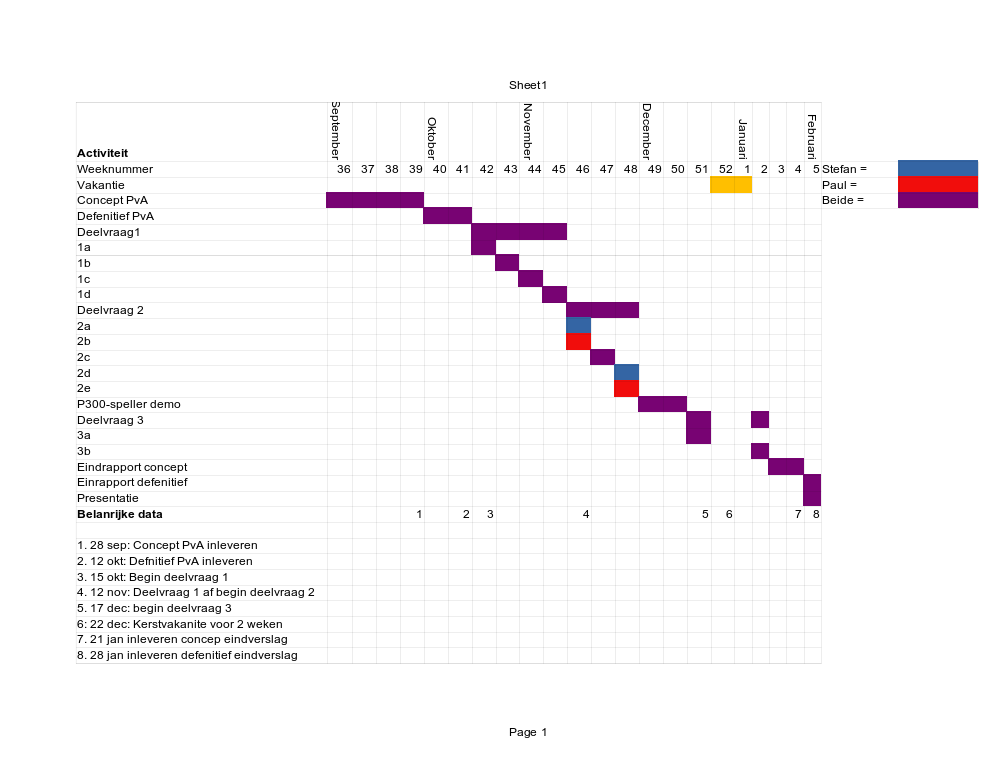 Sheet1
September Oktober November December Januari Februari
Activiteit
Weeknummer 36 37 38 39 40 41 42 43 44 45 46 47 48 49 50 51 52 1 2 3 4 5 Stefan =
Vakantie Paul =
Concept PvA Beide =
Defenitief PvA
Deelvraag1
1a
1b
1c
1d
Deelvraag 2
2a
2b
2c
2d
2e
P300-speller demo
Deelvraag 3
3a
3b
Eindrapport concept
Einrapport defenitief
Presentatie
Belanrijke data 1 2 3 4 5 6 7 8
1. 28 sep: Concept PvA inleveren
2. 12 okt: Defnitief PvA inleveren
3. 15 okt: Begin deelvraag 1
4. 12 nov: Deelvraag 1 af begin deelvraag 2
5. 17 dec: begin deelvraag 3
6: 22 dec: Kerstvakanite voor 2 weken
7. 21 jan inleveren concep eindverslag
8. 28 jan inleveren defenitief eindverslag
Page 1